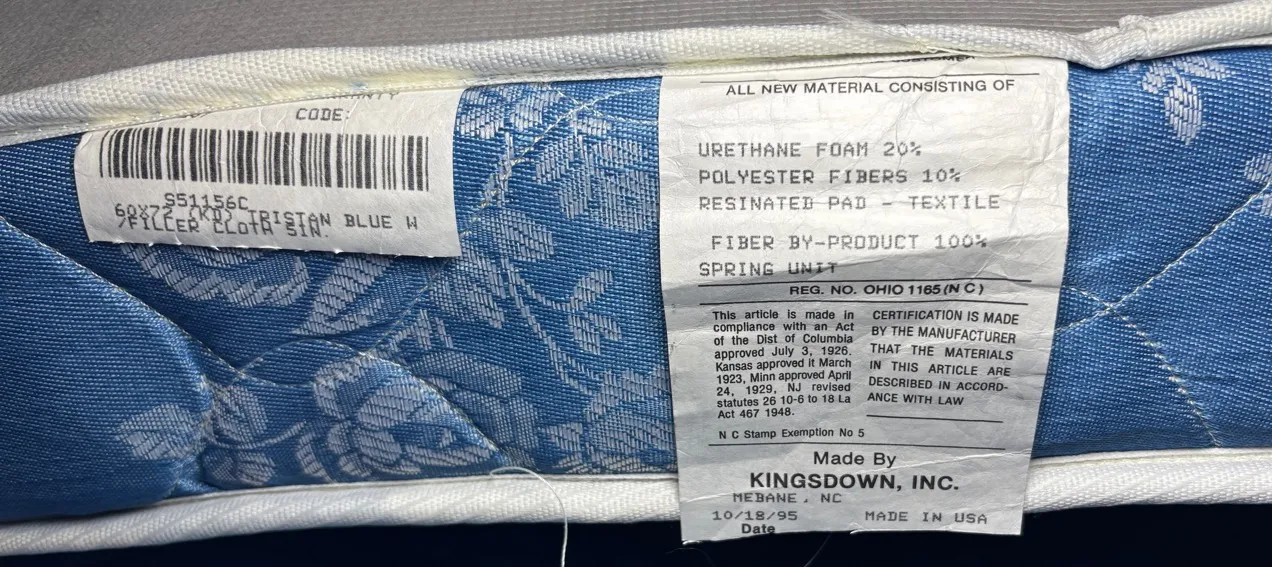 CODE:
S51156C
60X72 (KD) TRISTAN BLUE W
/FILLER CLOTH 5IN.
ALL NEW MATERIAL CONSISTING OF
URETHANE FOAM 20%
POLYESTER FIBERS 10%
RESINATED PAD - TEXTILE
FIBER BY-PRODUCT 100%
SPRING UNIT
REG. NO. OHIO 1165 (N C)
This article is made in
compliance with an Act
of the Dist of Columbia
approved July 3, 1926.
Kansas approved it March
1923, Minn approved April
24, 1929, NJ revised
statutes 26 10-6 to 18 La
Act 467 1948.
CERTIFICATION IS MADE
BY THE MANUFACTURER
THAT THE MATERIALS
IN THIS ARTICLE ARE
DESCRIBED IN ACCORD-
ANCE WITH LAW
N C Stamp Exemption No 5
Made By
KINGSDOWN, INC.
MEBANE, NC
10/18/95 MADE IN USA
Date